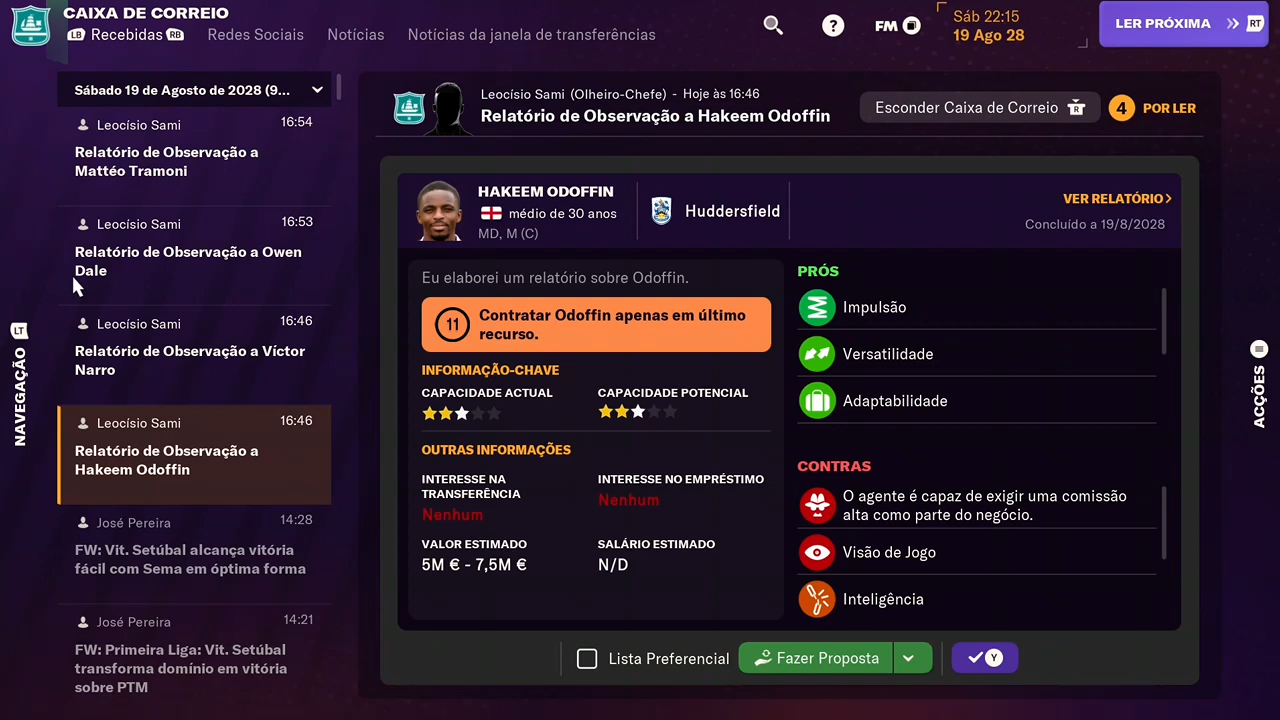 CAIXA DE CORREIO
LB Recebidas RB
Redes Sociais
Notícias
Notícias da janela de transferências
?
FM
Sáb 22:15
19 Ago 28
LER PRÓXIMA
RT
Sábado 19 de Agosto de 2028 (9...
Leocísio Sami
16:54
Relatório de Observação a
Mattéo Tramoni
Leocísio Sami
16:53
Relatório de Observação a Owen
Dale
Leocísio Sami
16:46
Relatório de Observação a Víctor
Narro
Leocísio Sami
16:46
Relatório de Observação a
Hakeem Odoffin
José Pereira
14:28
FW: Vit. Setúbal alcança vitória
fácil com Sema em óptima forma
José Pereira
14:21
FW: Primeira Liga: Vit. Setúbal
transforma domínio em vitória
sobre PTM
LT
NAVEGAÇÃO
Leocísio Sami (Olheiro-Chefe) - Hoje às 16:46
Relatório de Observação a Hakeem Odoffin
Esconder Caixa de Correio
R
4
POR LER
HAKEEM ODOFFIN
médio de 30 anos
MD, M (C)
Huddersfield
VER RELATÓRIO
Concluído a 19/8/2028
Eu elaborei um relatório sobre Odoffin.
11
Contratar Odoffin apenas em último
recurso.
INFORMAÇÃO-CHAVE
CAPACIDADE ACTUAL
CAPACIDADE POTENCIAL
OUTRAS INFORMAÇÕES
INTERESSE NA
TRANSFERÊNCIA
Nenhum
INTERESSE NO EMPRÉSTIMO
Nenhum
VALOR ESTIMADO
5M € - 7,5M €
SALÁRIO ESTIMADO
N/D
PRÓS
Impulsão
Versatilidade
Adaptabilidade
CONTRAS
O agente é capaz de exigir uma comissão
alta como parte do negócio.
Visão de Jogo
Inteligência
Lista Preferencial
Fazer Proposta
Y
ACÇÕES